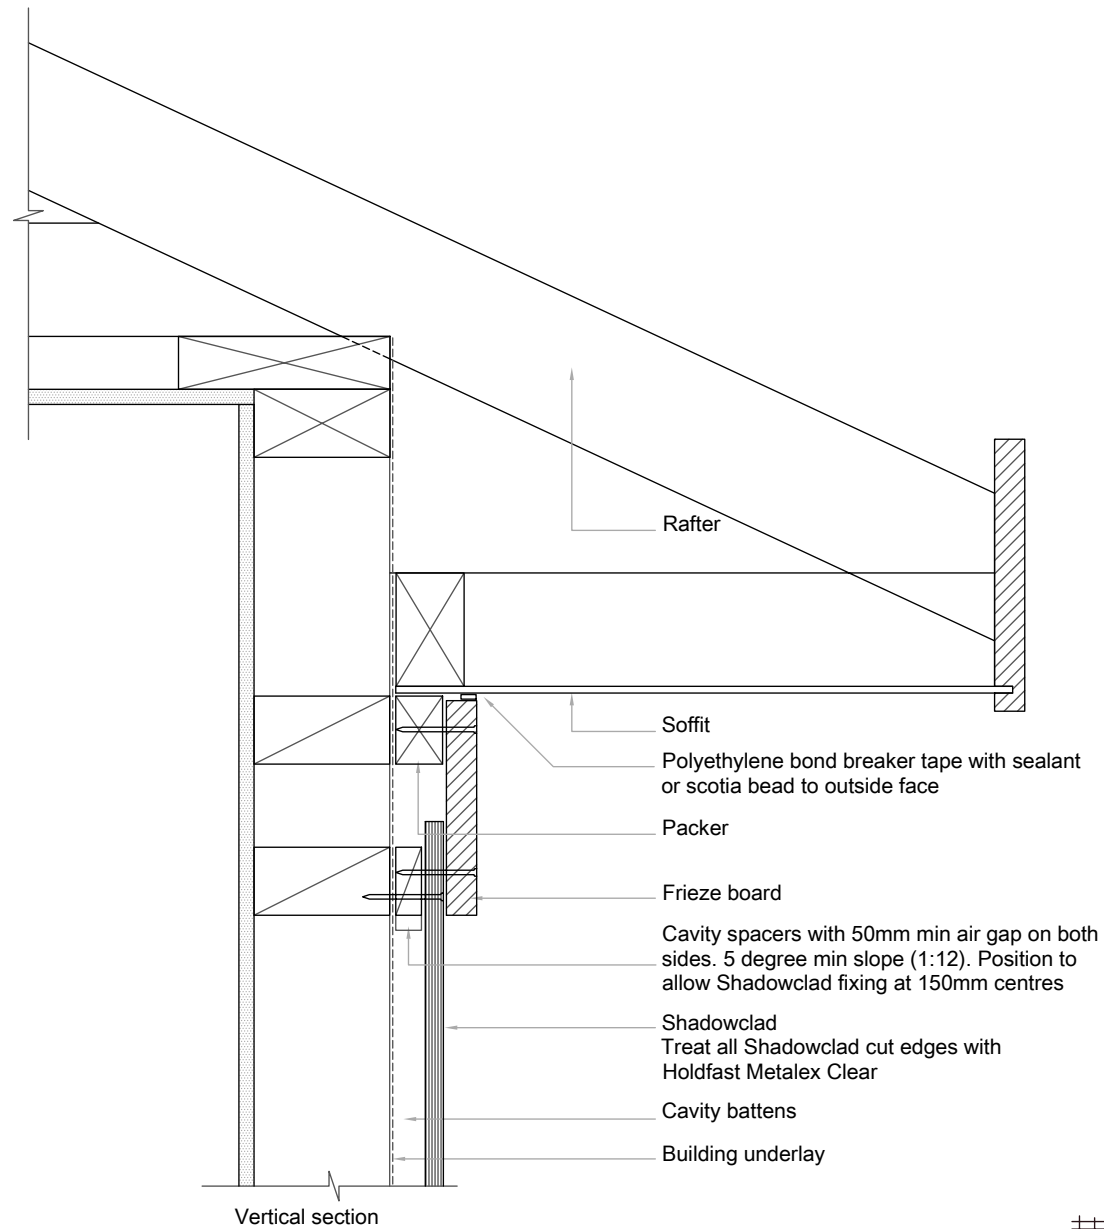 Rafter
Soffit
Polyethylene bond breaker tape with sealant
or scotia bead to outside face
Packer
Frieze board
Cavity spacers with 50mm min air gap on both
sides. 5 degree min slope (1:12). Position to
allow Shadowclad fixing at 150mm centres
Shadowclad
Treat all Shadowclad cut edges with
Holdfast Metalex Clear
Cavity battens
Building underlay
Vertical section